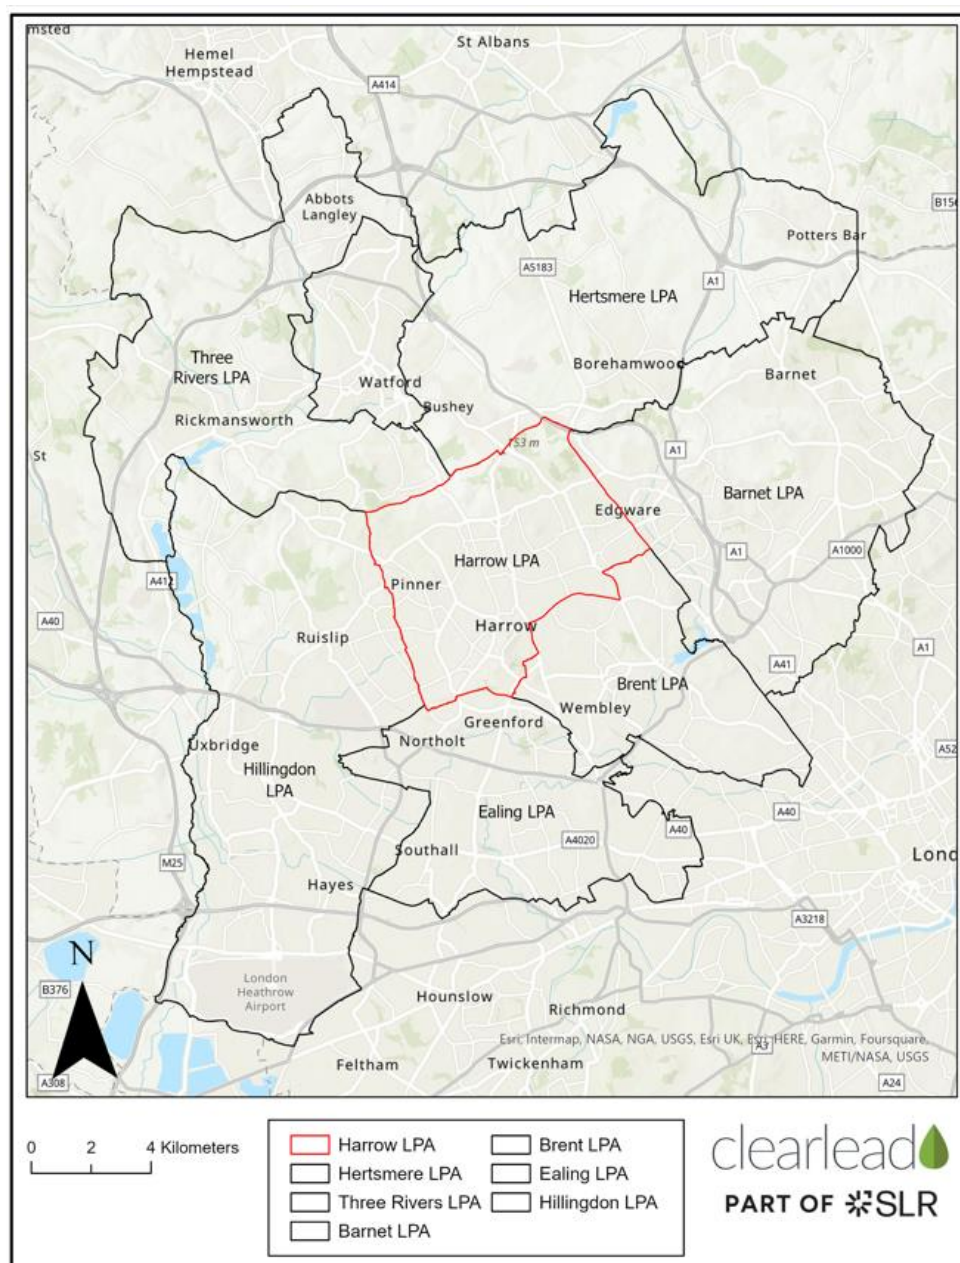 msted
Hemel
Hempstead
St Albans
A414
Abbots
Langley
B156
Potters Bar
A5183
A1
Hertsmere LPA
Three
Rivers LPA
Borehamwood
Watford
Barnet
Bushey
Rickmansworth
153 m
St
A1
Barnet LPA
Edgware
A1
A1000
Harrow LPA
A412
Pinner
A40
Harrow
Ruislip
A1
A41
Brent LPA
Wembley
Greenford
Northolt
Uxbridge
A52
Hillingdon
LPA
Ealing LPA
A40
A40
A4020
Southall
Lond
M25
Hayes
A3218
N
London
Heathrow
Airport
B376
Hounslow
Richmond
Esri, Intermap, NASA, NGA, USGS, Esri UK, Esri, HERE, Garmin, Foursquare,
METI/NASA, USGS
A3
Feltham
Twickenham
A308
A24
0 2 4 Kilometers
Harrow LPA
Hertsmere LPA
Three Rivers LPA
Barnet LPA
Brent LPA
Ealing LPA
Hillingdon LPA
clearlead
PART OF SLR